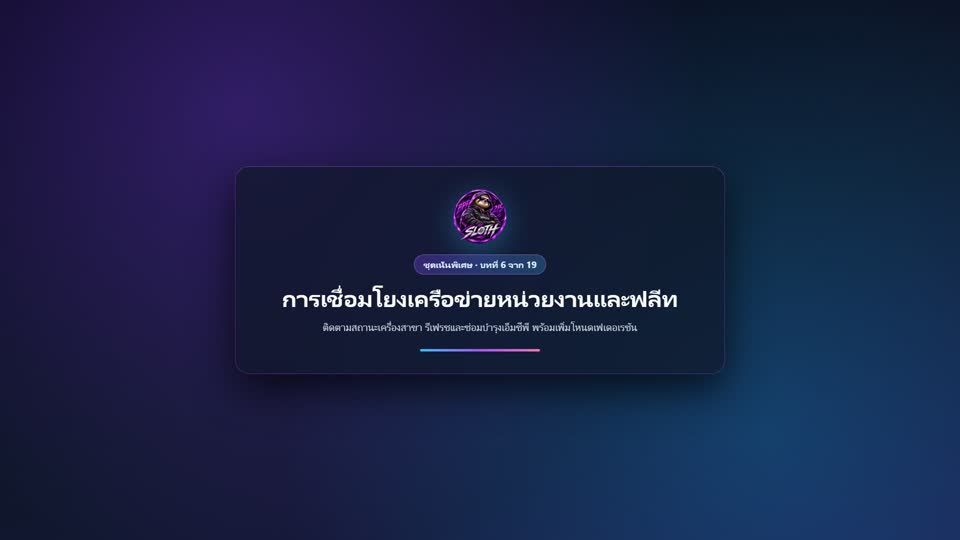 SLOTH
ชุดเน้นพิเศษ · บทที่ 6 จาก 19
การเชื่อมโยงเครือข่ายหน่วยงานและฟลีท
ติดตามสถานะเครื่องสาขา รีเฟรชและซ่อมบำรุงเอ็มซีพี พร้อมเพิ่มโหนดเฟเดอเรชัน